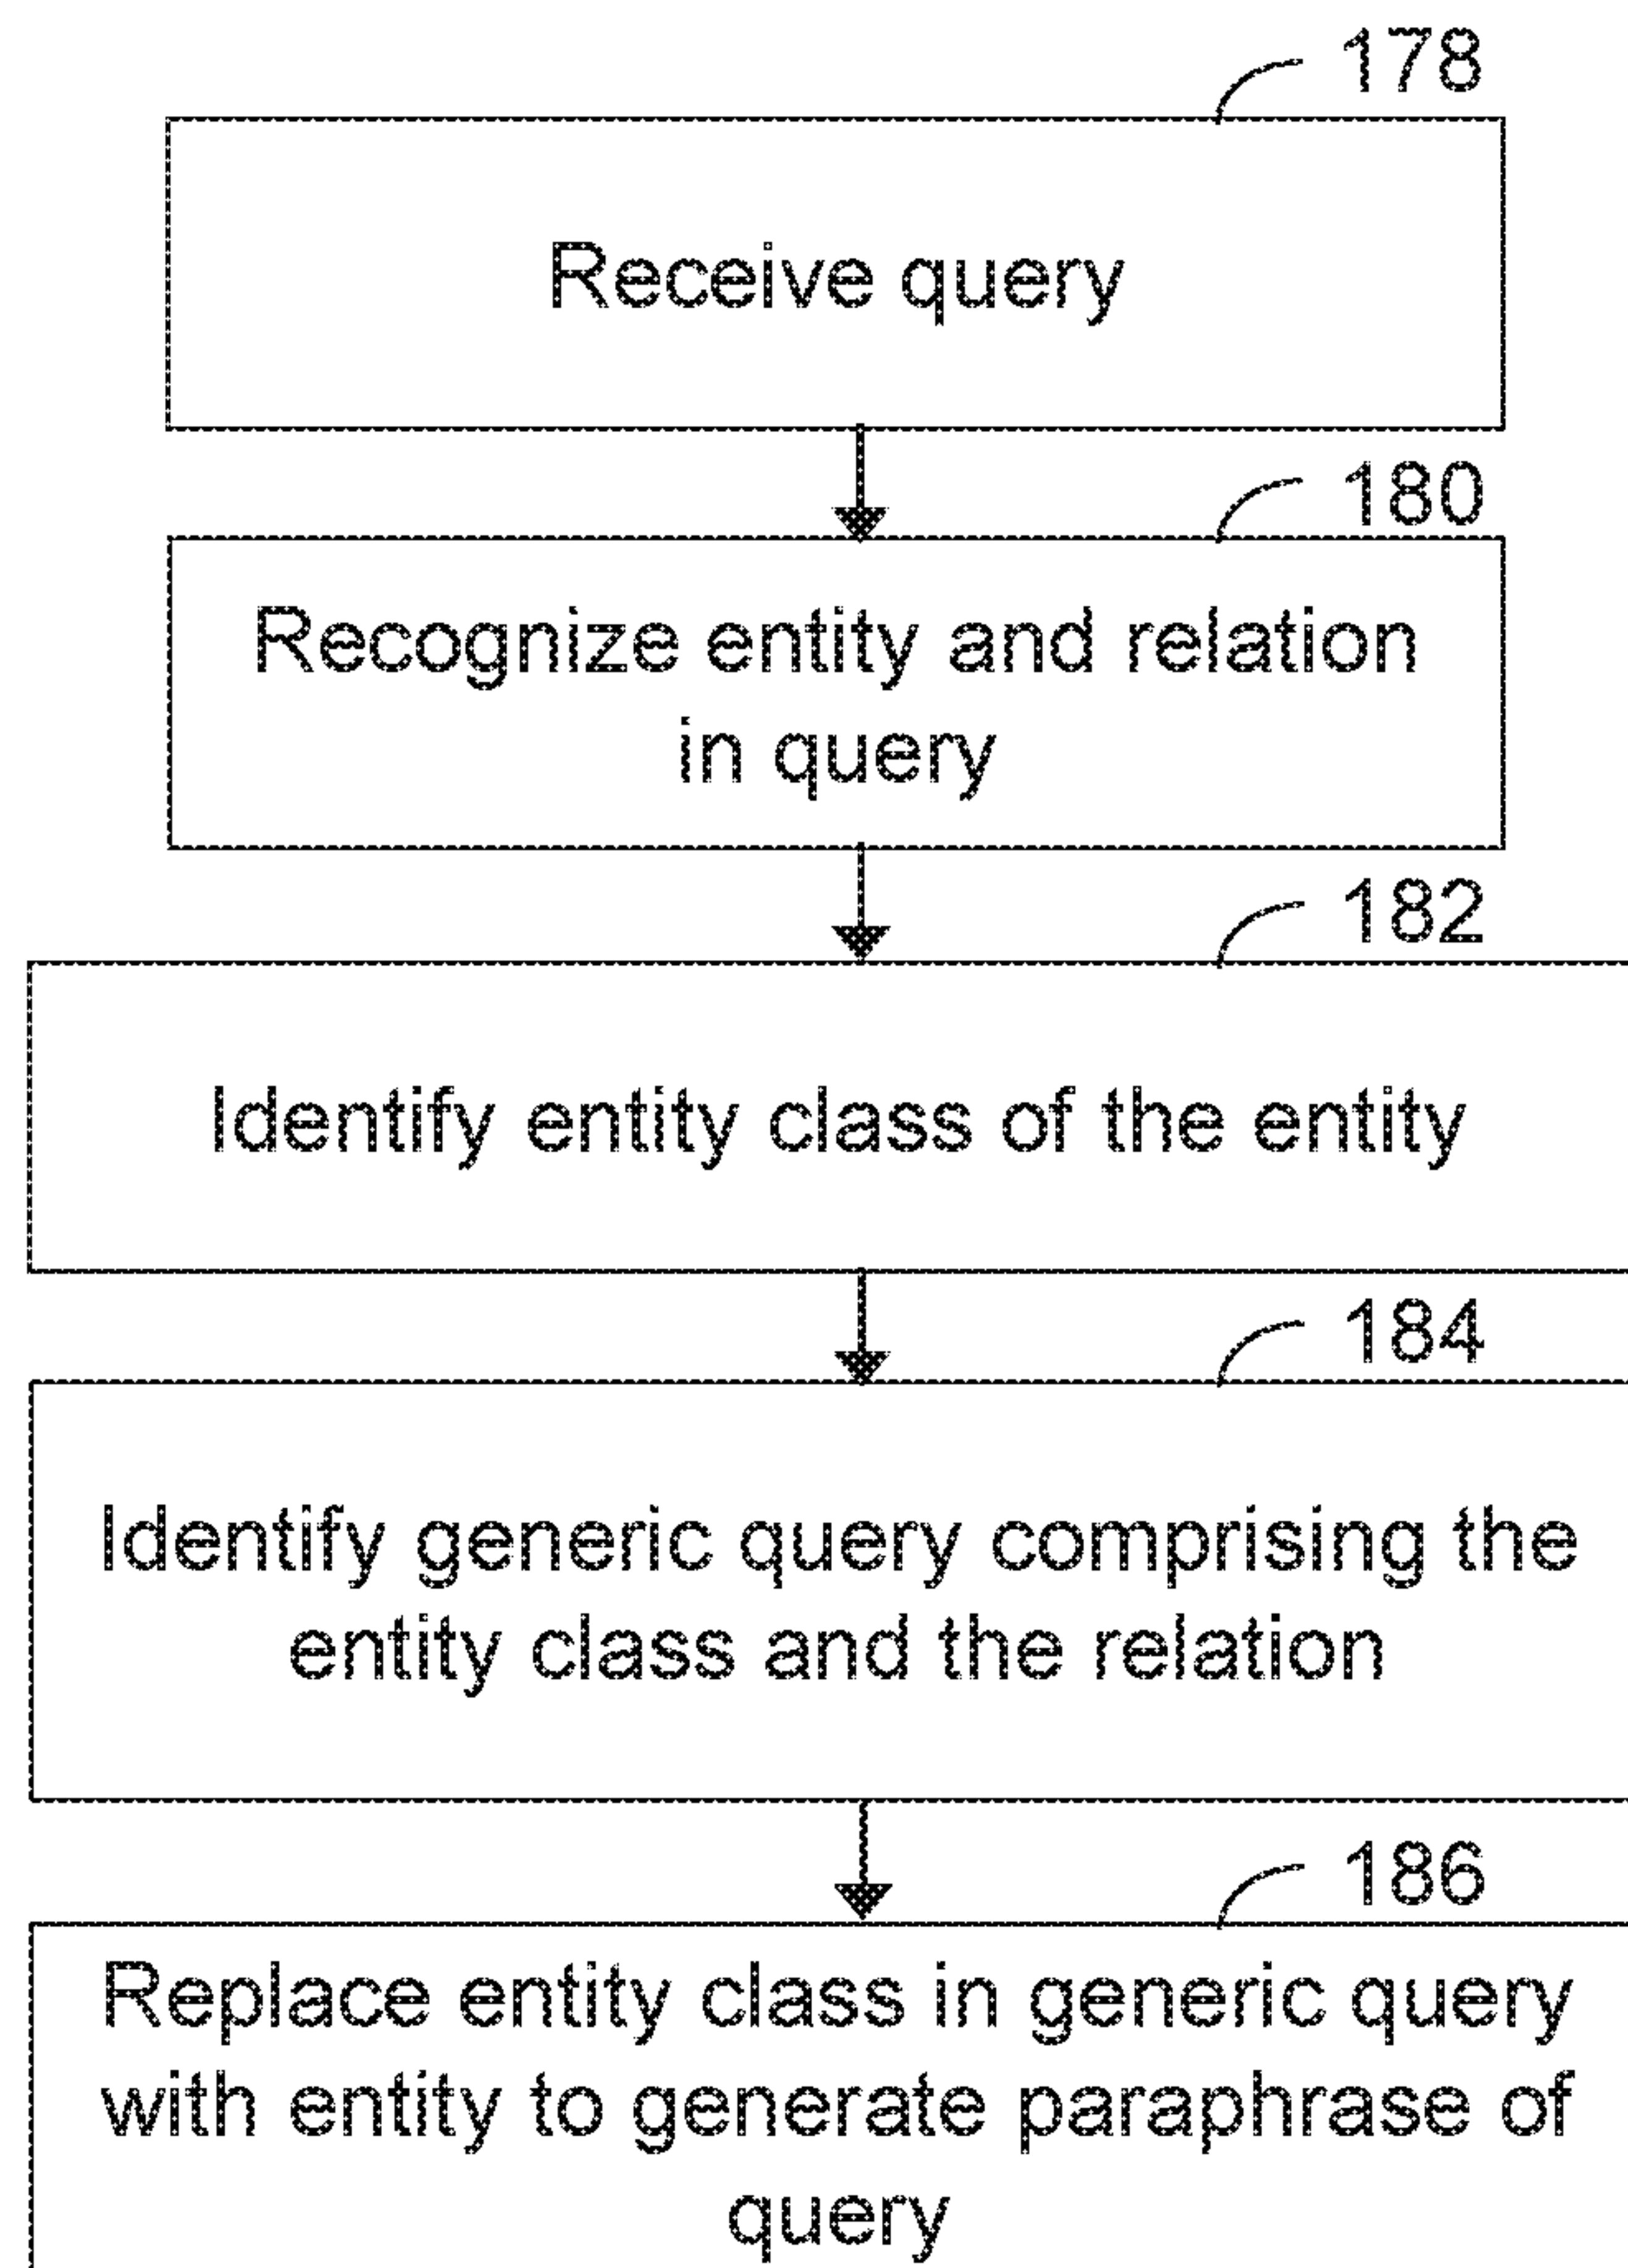 178
Receive query
180
Recognize entity and relation
in query
182
Identify entity class of the entity
184
Identify generic query comprising the
entity class and the relation
186
Replace entity class in generic query
with entity to generate paraphrase of
query